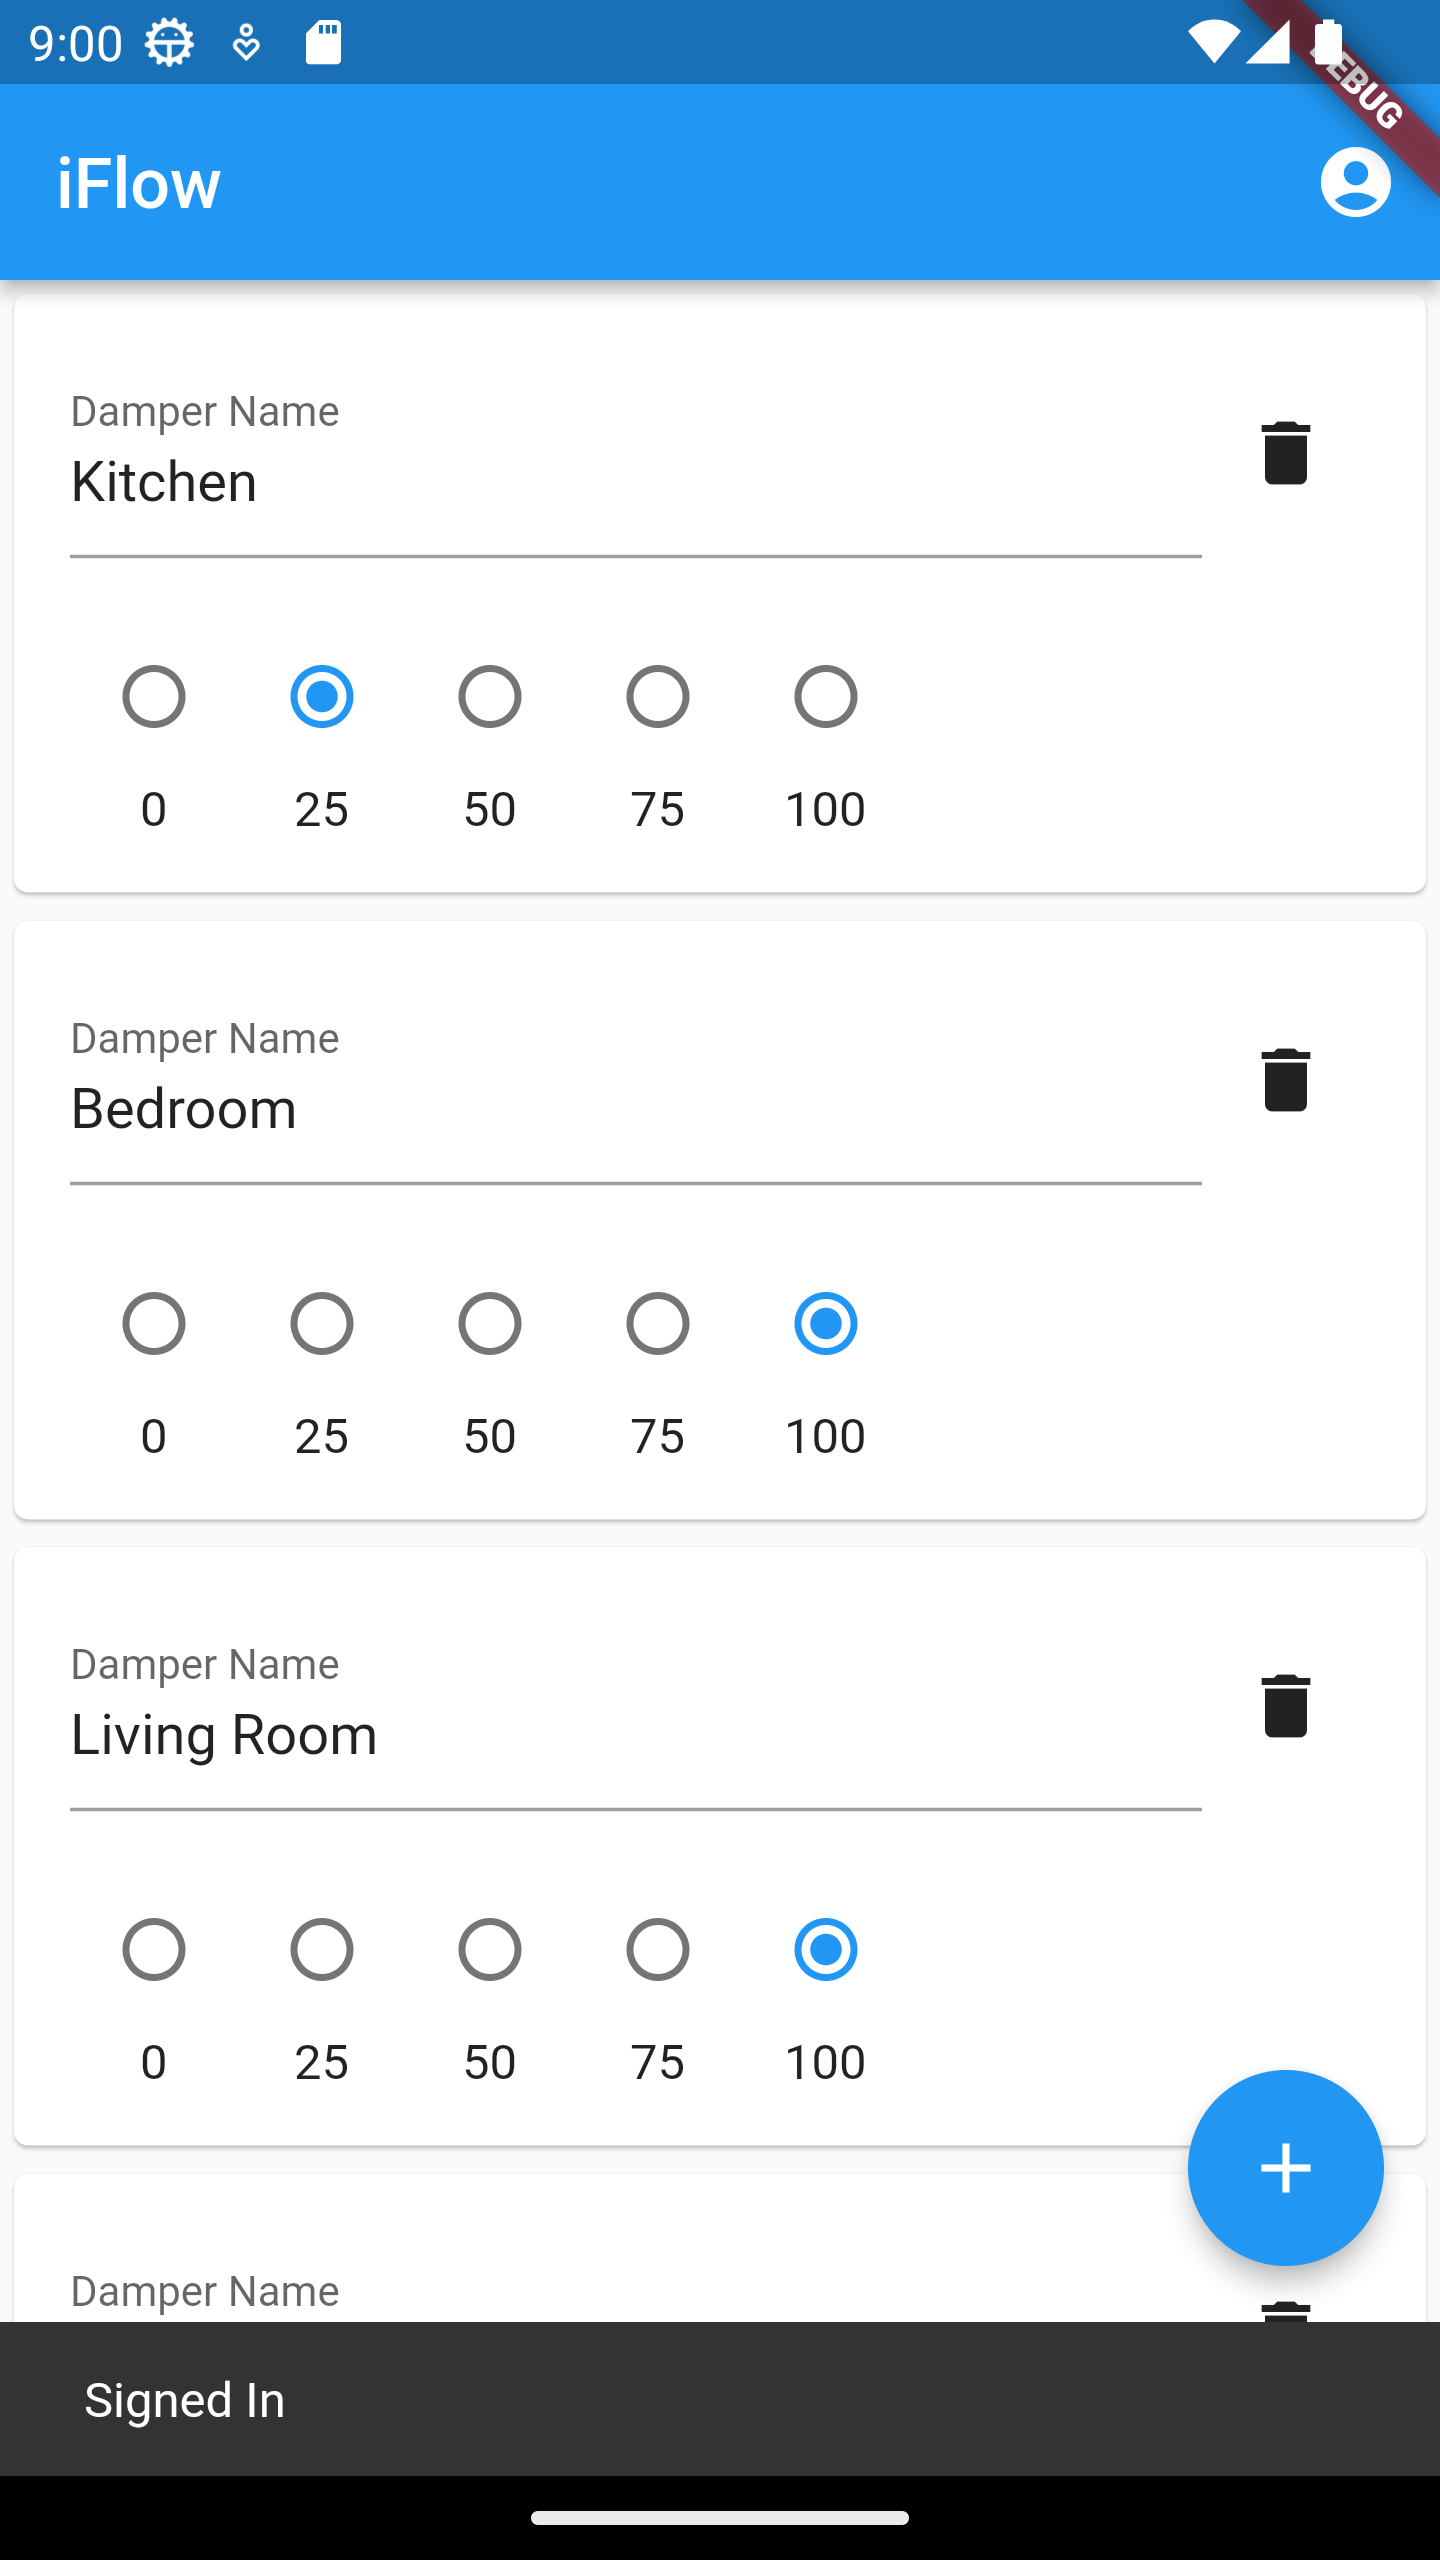 9:00
DEBUG
iFlow
Damper Name
Kitchen
0 25 50 75 100
Damper Name
Bedroom
0 25 50 75 100
Damper Name
Living Room
0 25 50 75 100
Damper Name
Signed In